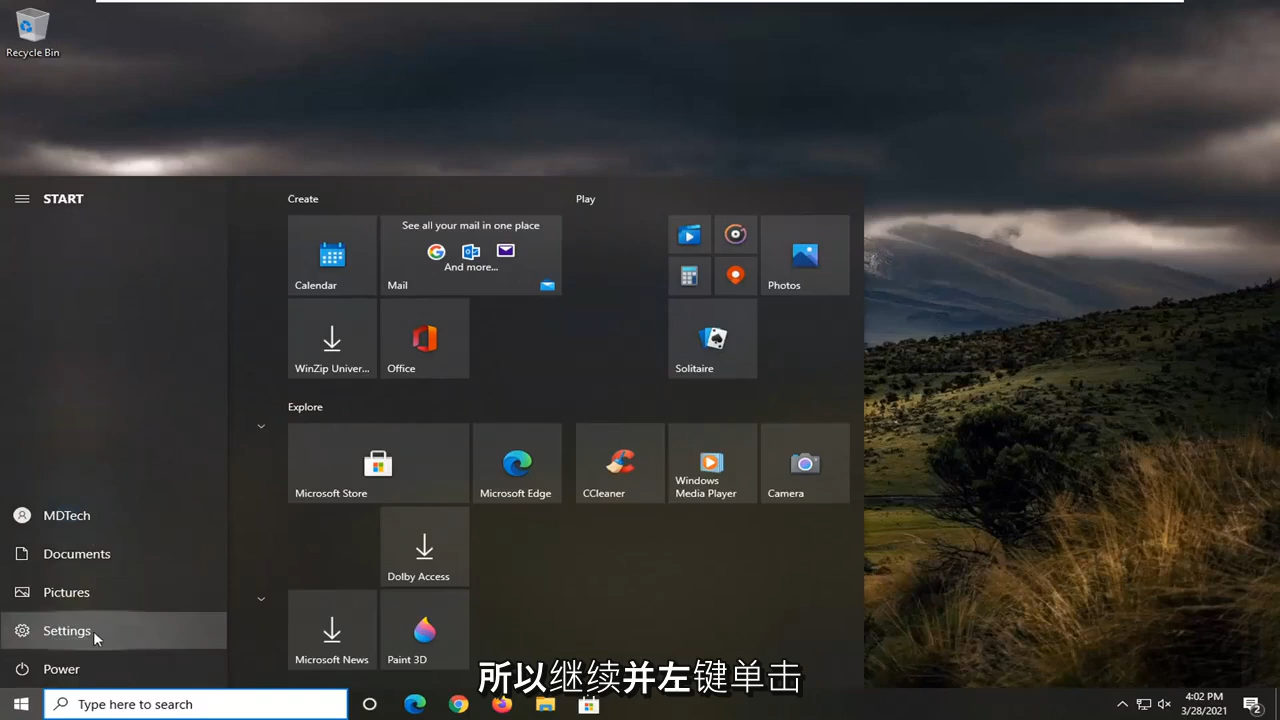 Recycle Bin
START
Create
Play
Calendar
See all your mail in one place
And more...
Mail
Photos
WinZip Univer...
Office
Solitaire
Explore
Microsoft Store
Microsoft Edge
CCleaner
Windows
Media Player
Camera
MDTech
Documents
Dolby Access
Pictures
Settings
Microsoft News
Paint 3D
Power
所以继续并左键单击
Type here to search
4:02 PM
3/28/2021
2